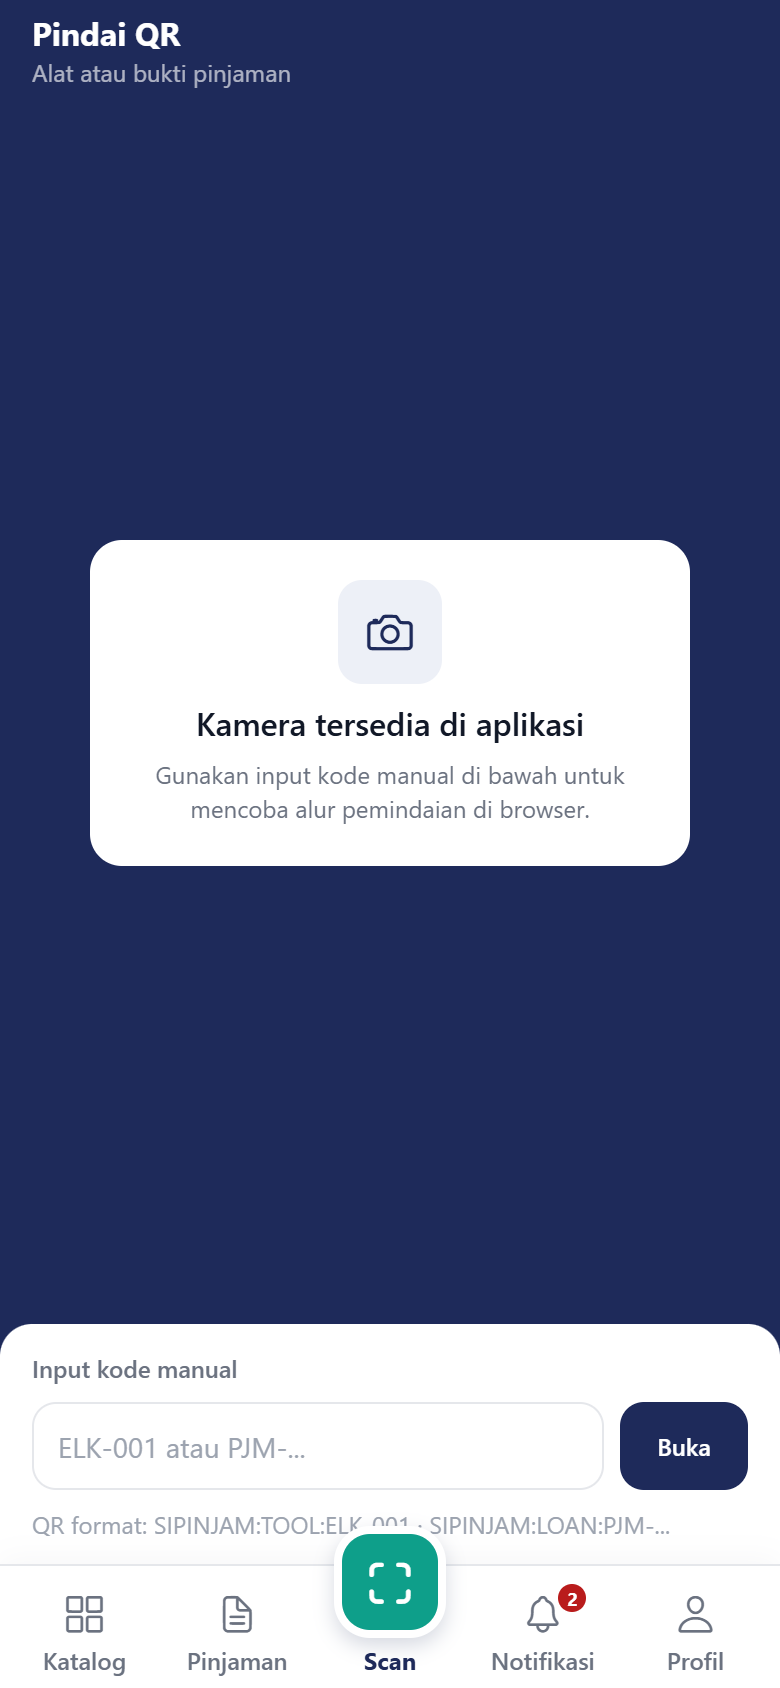 Pindai QR
Alat atau bukti pinjaman
Kamera tersedia di aplikasi
Gunakan input kode manual di bawah untuk
mencoba alur pemindaian di browser.
Input kode manual
ELK-001 atau PJM-...
Buka
QR format: SIPINJAM:TOOL:ELK-001 · SIPINJAM:LOAN:PJM-...
2
Katalog
Pinjaman
Scan
Notifikasi
Profil